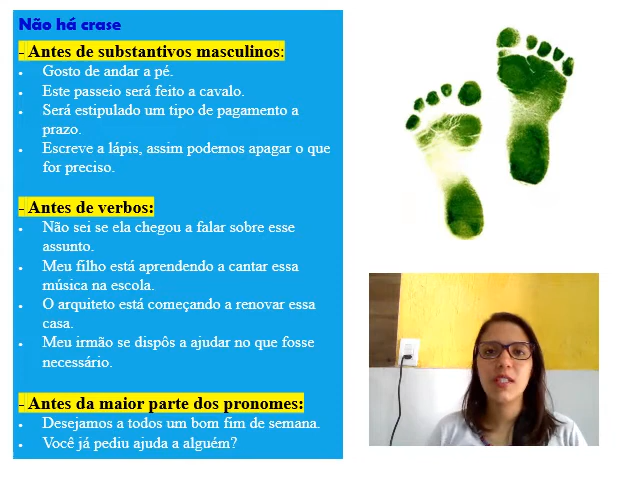 Não há crase
- Antes de substantivos masculinos:
• Gosto de andar a pé.
• Este passeio será feito a cavalo.
• Será estipulado um tipo de pagamento a
prazo.
• Escreve a lápis, assim podemos apagar o que
for preciso.
- Antes de verbos:
• Não sei se ela chegou a falar sobre esse
assunto.
• Meu filho está aprendendo a cantar essa
música na escola.
• O arquiteto está começando a renovar essa
casa.
• Meu irmão se dispôs a ajudar no que fosse
necessário.
- Antes da maior parte dos pronomes:
• Desejamos a todos um bom fim de semana.
• Você já pediu ajuda a alguém?